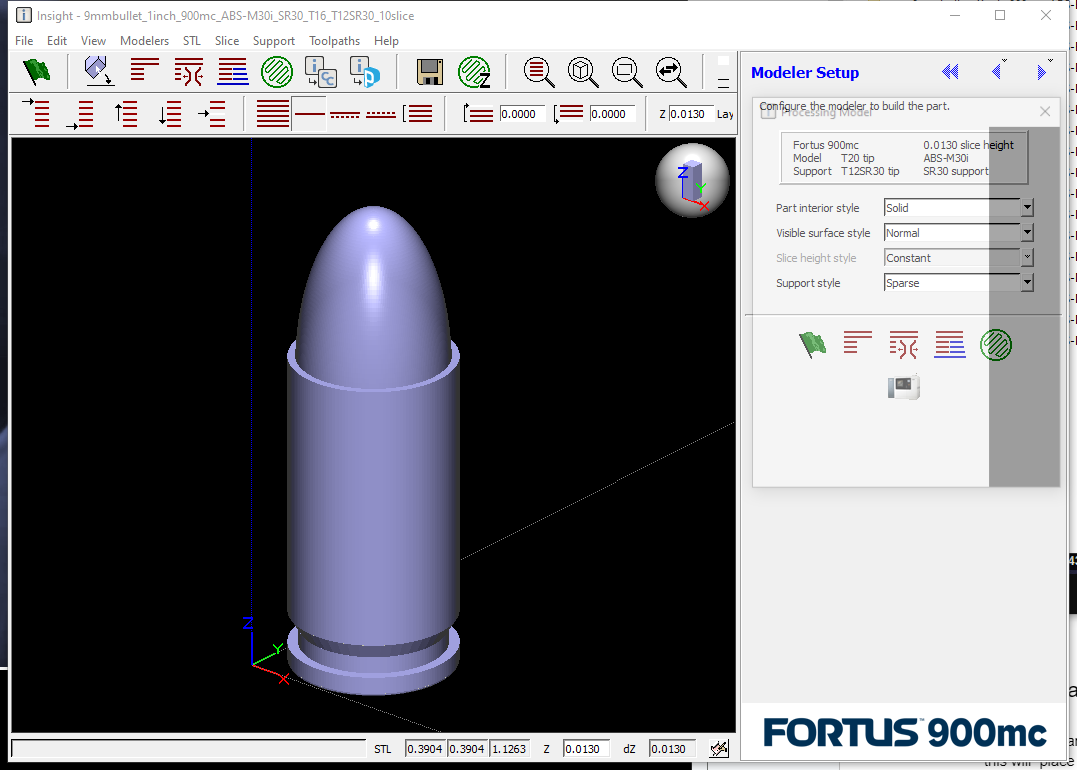 Insight - 9mmbullet_1inch_900mc_ABS-M30i_SR30_T16_T12SR30_10slice
File Edit View Modelers STL Slice Support Toolpaths Help
0.0000 0.0000 Z 0.0130 Lay
Modeler Setup
Configure the modeler to build the part.
Processing Model
Fortus 900mc 0.0130 slice height
Model T20 tip ABS-M30i
Support T12SR30 tip SR30 support
Part interior style Solid
Visible surface style Normal
Slice height style Constant
Support style Sparse
Z
Y
X
Z
Y
X
FORTUS™ 900mc
STL 0.3904 0.3904 1.1263 Z 0.0130 dZ 0.0130
this will place